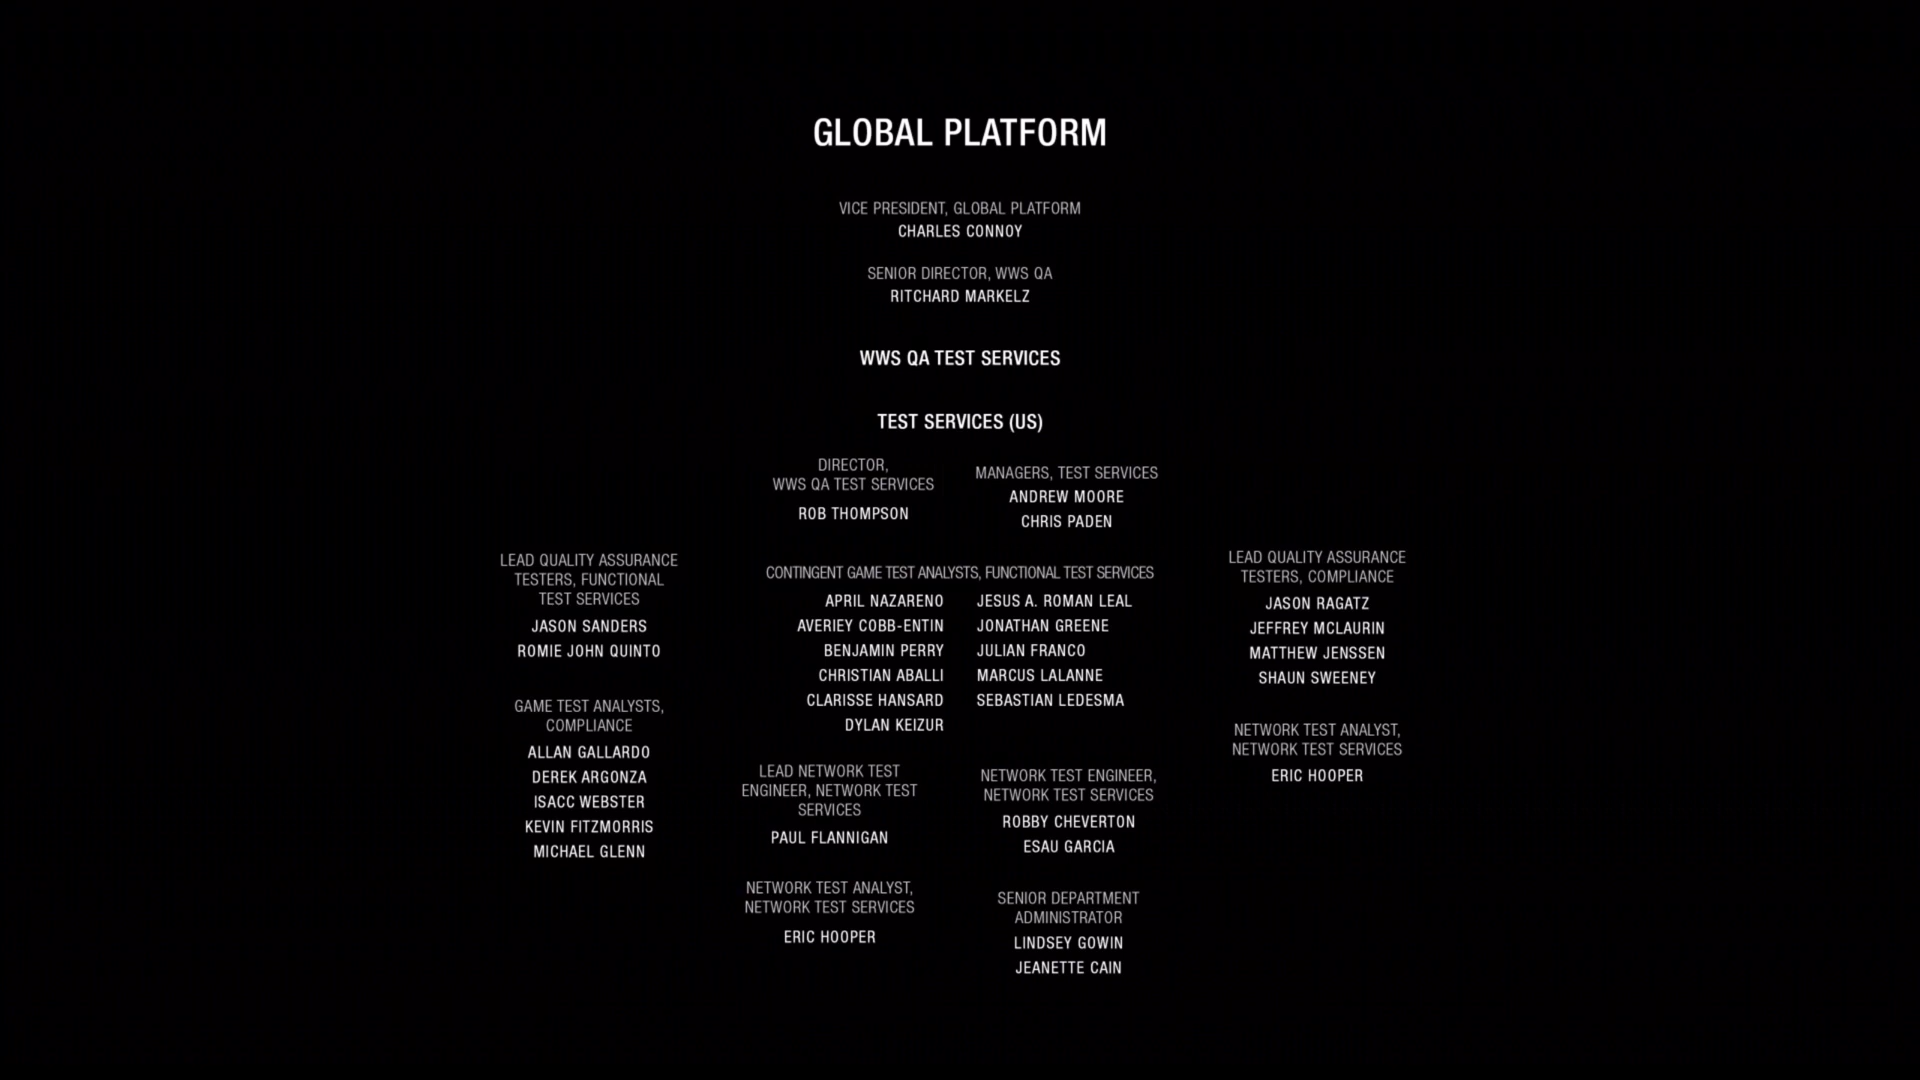 GLOBAL PLATFORM
VICE PRESIDENT, GLOBAL PLATFORM
CHARLES CONNOY
SENIOR DIRECTOR, WWS QA
RITCHARD MARKELZ
WWS QA TEST SERVICES
TEST SERVICES (US)
DIRECTOR,
WWS QA TEST SERVICES
ROB THOMPSON
MANAGERS, TEST SERVICES
ANDREW MOORE
CHRIS PADEN
LEAD QUALITY ASSURANCE
TESTERS, FUNCTIONAL
TEST SERVICES
JASON SANDERS
ROMIE JOHN QUINTO
GAME TEST ANALYSTS,
COMPLIANCE
ALLAN GALLARDO
DEREK ARGONZA
ISACC WEBSTER
KEVIN FITZMORRIS
MICHAEL GLENN
CONTINGENT GAME TEST ANALYSTS, FUNCTIONAL TEST SERVICES
APRIL NAZARENO
AVERIEY COBB-ENTIN
BENJAMIN PERRY
CHRISTIAN ABALLI
CLARISSE HANSARD
DYLAN KEIZUR
JESUS A. ROMAN LEAL
JONATHAN GREENE
JULIAN FRANCO
MARCUS LALANNE
SEBASTIAN LEDESMA
LEAD NETWORK TEST
ENGINEER, NETWORK TEST
SERVICES
PAUL FLANNIGAN
NETWORK TEST ANALYST,
NETWORK TEST SERVICES
ERIC HOOPER
NETWORK TEST ENGINEER,
NETWORK TEST SERVICES
ROBBY CHEVERTON
ESAU GARCIA
SENIOR DEPARTMENT
ADMINISTRATOR
LINDSEY GOWIN
JEANETTE CAIN
LEAD QUALITY ASSURANCE
TESTERS, COMPLIANCE
JASON RAGATZ
JEFFREY MCLAURIN
MATTHEW JENSSEN
SHAUN SWEENEY
NETWORK TEST ANALYST,
NETWORK TEST SERVICES
ERIC HOOPER